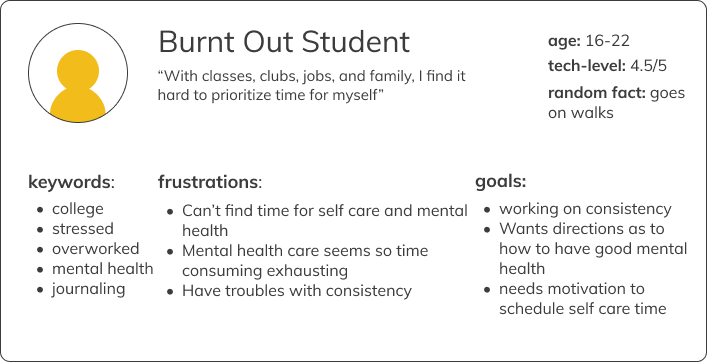 Burnt Out Student
“With classes, clubs, jobs, and family, I find it
hard to prioritize time for myself”
age: 16-22
tech-level: 4.5/5
random fact: goes
on walks
keywords:
• college
• stressed
• overworked
• mental health
• journaling
frustrations:
• Can’t find time for self care and mental
health
• Mental health care seems so time
consuming exhausting
• Have troubles with consistency
goals:
• working on consistency
• Wants directions as to
how to have good mental
health
• needs motivation to
schedule self care time